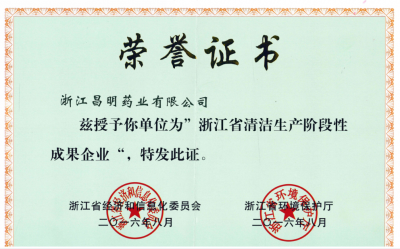 荣誉证书
浙江昌明药业有限公司
兹授予你单位为”浙江省清洁生产阶段性
成果企业“，特发此证。
浙江省经济和信息化委员会 浙江省环境保护厅
二〇一六年八月 二〇一六年八月